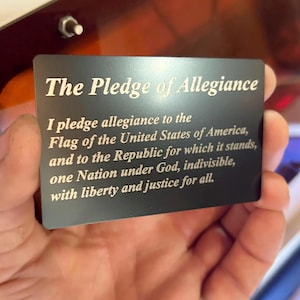 The Pledge of Allegiance
I pledge allegiance to the
Flag of the United States of America,
and to the Republic for which it stands,
one Nation under God, indivisible,
with liberty and justice for all.